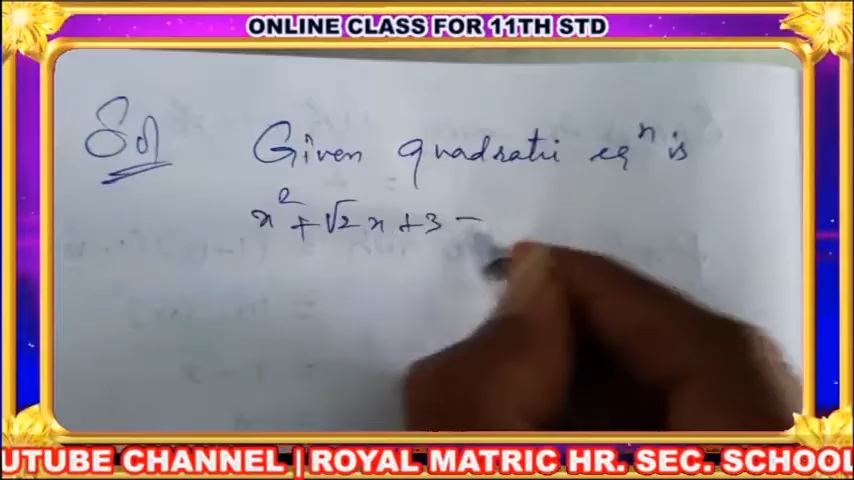 ONLINE CLASS FOR 11TH STD
Sol Given quadratic eqⁿ is
x² + √2 x + 3 =
UTUBE CHANNEL | ROYAL MATRIC HR. SEC. SCHOOL